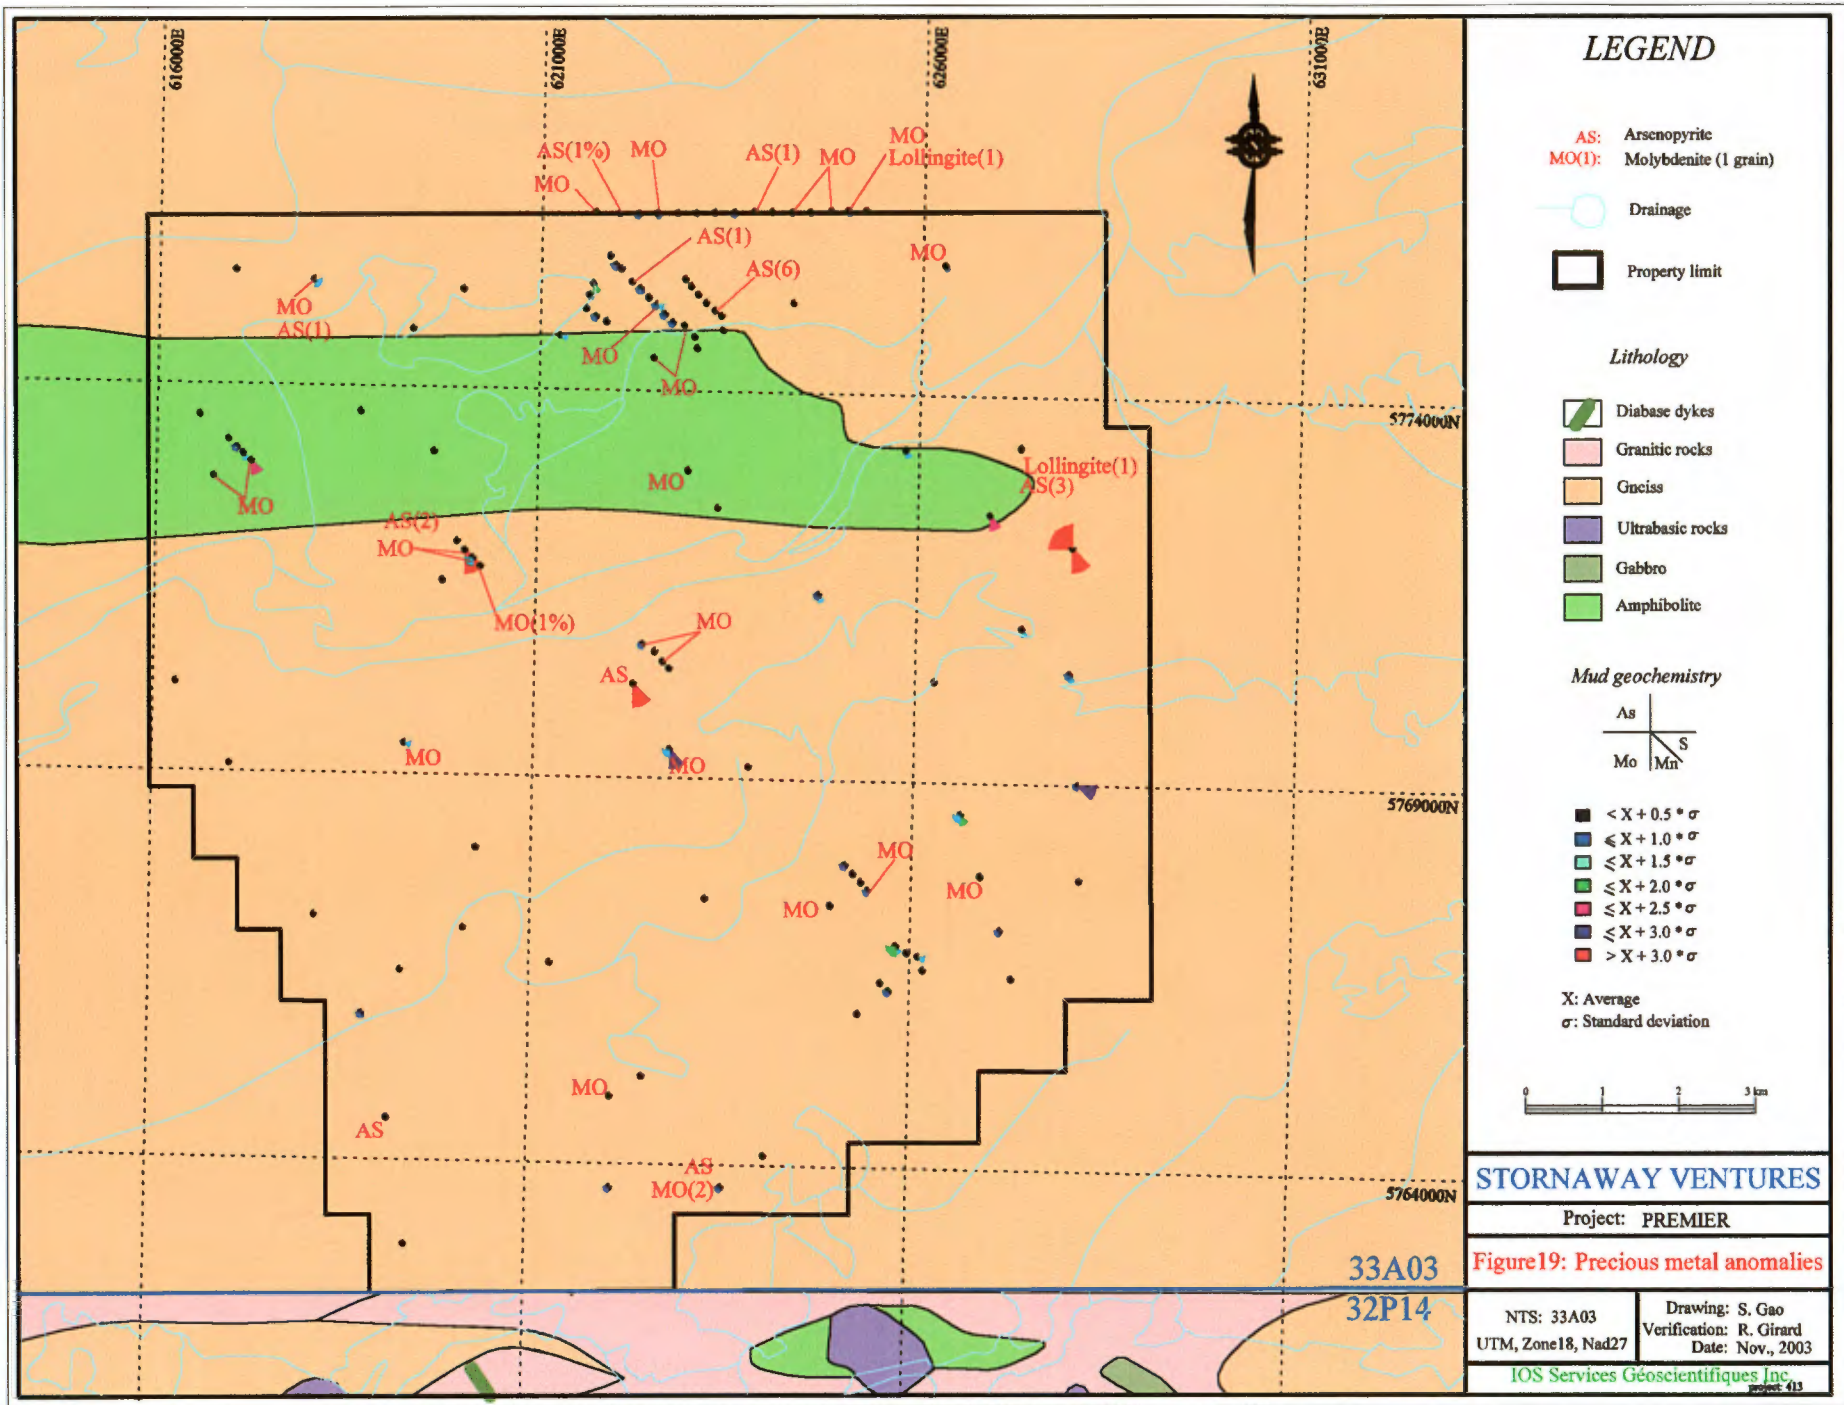 616000E
621000E
626000E
631000E
MO
AS(1%)
MO
AS(1)
MO
Lollingite(1)
MO
AS(1)
MO
AS(6)
MO
AS(1)
MO
MO
5774000N
Lollingite(1)
AS(3)
MO
MO
AS(2)
MO
MO(1%)
MO
AS
MO
MO
5769000N
MO
MO
MO
MO
AS
AS
MO(2)
5764000N
33A03
32P14
LEGEND
AS: Arsenopyrite
MO(1): Molybdenite (1 grain)
Drainage
Property limit
Lithology
Diabase dykes
Granitic rocks
Gneiss
Ultrabasic rocks
Gabbro
Amphibolite
Mud geochemistry
As
S
Mo Mn
< X + 0.5 * σ
⩽ X + 1.0 * σ
⩽ X + 1.5 * σ
⩽ X + 2.0 * σ
⩽ X + 2.5 * σ
⩽ X + 3.0 * σ
> X + 3.0 * σ
X: Average
σ: Standard deviation
0 1 2 3 km
STORNAWAY VENTURES
Project: PREMIER
Figure19: Precious metal anomalies
NTS: 33A03
UTM, Zone18, Nad27
Drawing: S. Gao
Verification: R. Girard
Date: Nov., 2003
IOS Services Géoscientifiques Inc.
project: 413